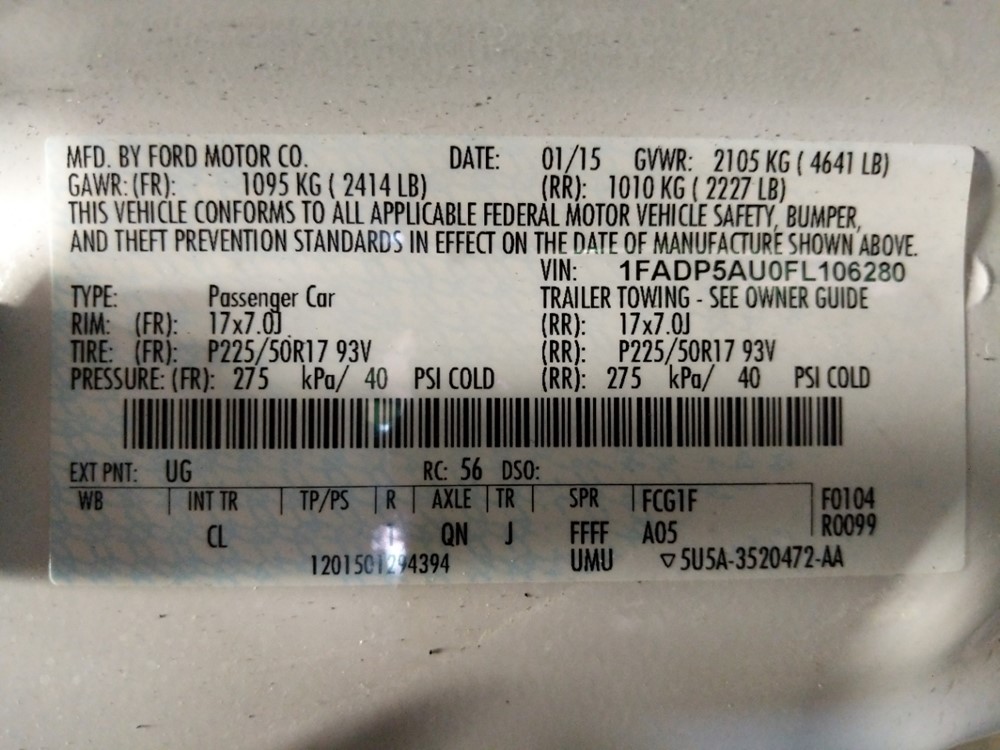 MFD. BY FORD MOTOR CO. DATE: 01/15 GVWR: 2105 KG ( 4641 LB)
GAWR: (FR): 1095 KG ( 2414 LB) (RR): 1010 KG ( 2227 LB)
THIS VEHICLE CONFORMS TO ALL APPLICABLE FEDERAL MOTOR VEHICLE SAFETY, BUMPER,
AND THEFT PREVENTION STANDARDS IN EFFECT ON THE DATE OF MANUFACTURE SHOWN ABOVE.
VIN: 1FADP5AU0FL106280
TYPE: Passenger Car TRAILER TOWING - SEE OWNER GUIDE
RIM: (FR): 17x7.0J (RR): 17x7.0J
TIRE: (FR): P225/50R17 93V (RR): P225/50R17 93V
PRESSURE: (FR): 275 kPa/ 40 PSI COLD (RR): 275 kPa/ 40 PSI COLD
EXT PNT: UG RC: 56 DSO:
WB INT TR TP/PS R AXLE TR SPR FCG1F F0104
CL QN J FFFF A05 R0099
1201501294394 UMU ▽5U5A-3520472-AA